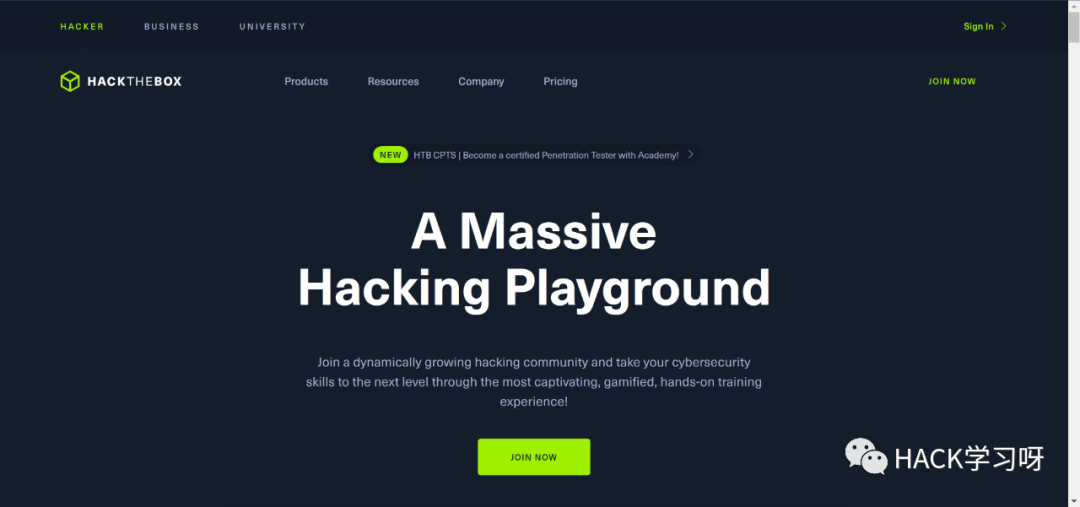 HACKER BUSINESS UNIVERSITY Sign In
HACKTHEBOX Products Resources Company Pricing JOIN NOW
NEW HTB CPTS | Become a certified Penetration Tester with Academy!
A Massive
Hacking Playground
Join a dynamically growing hacking community and take your cybersecurity
skills to the next level through the most captivating, gamified, hands-on training
experience!
JOIN NOW
HACK学习呀